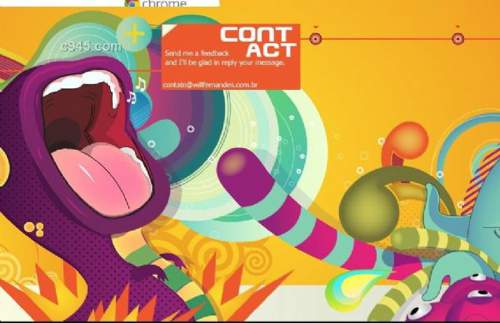 chrome
c945.com
CONT
ACT
Send me a feedback
and I'll be glad in reply your message.
contato@willfernandes.com.br